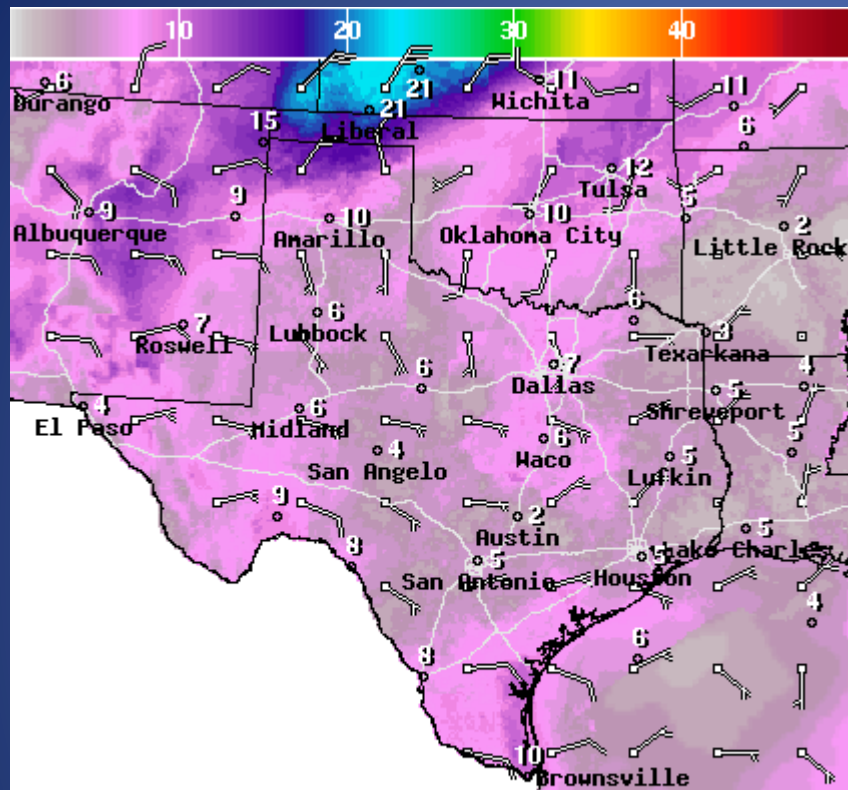 10 20 30 40
6 11
Durango Wichita
21
21 11
Liberal
15 6
12
Tulsa
9 9 10 10 5 2
Albuquerque Amarillo Oklahoma City Little Rock
6 6
7 3
Roswell Lubbock Texarkana
7
6 Dallas 5 4
4 6 Shreveport
El Paso Midland 6
4 Waco 5 5
San Angelo Lufkin
9 2
Austin 5
8 5 5 Lake Charles
San Antonio Houston
4
6
8
10
Brownsville